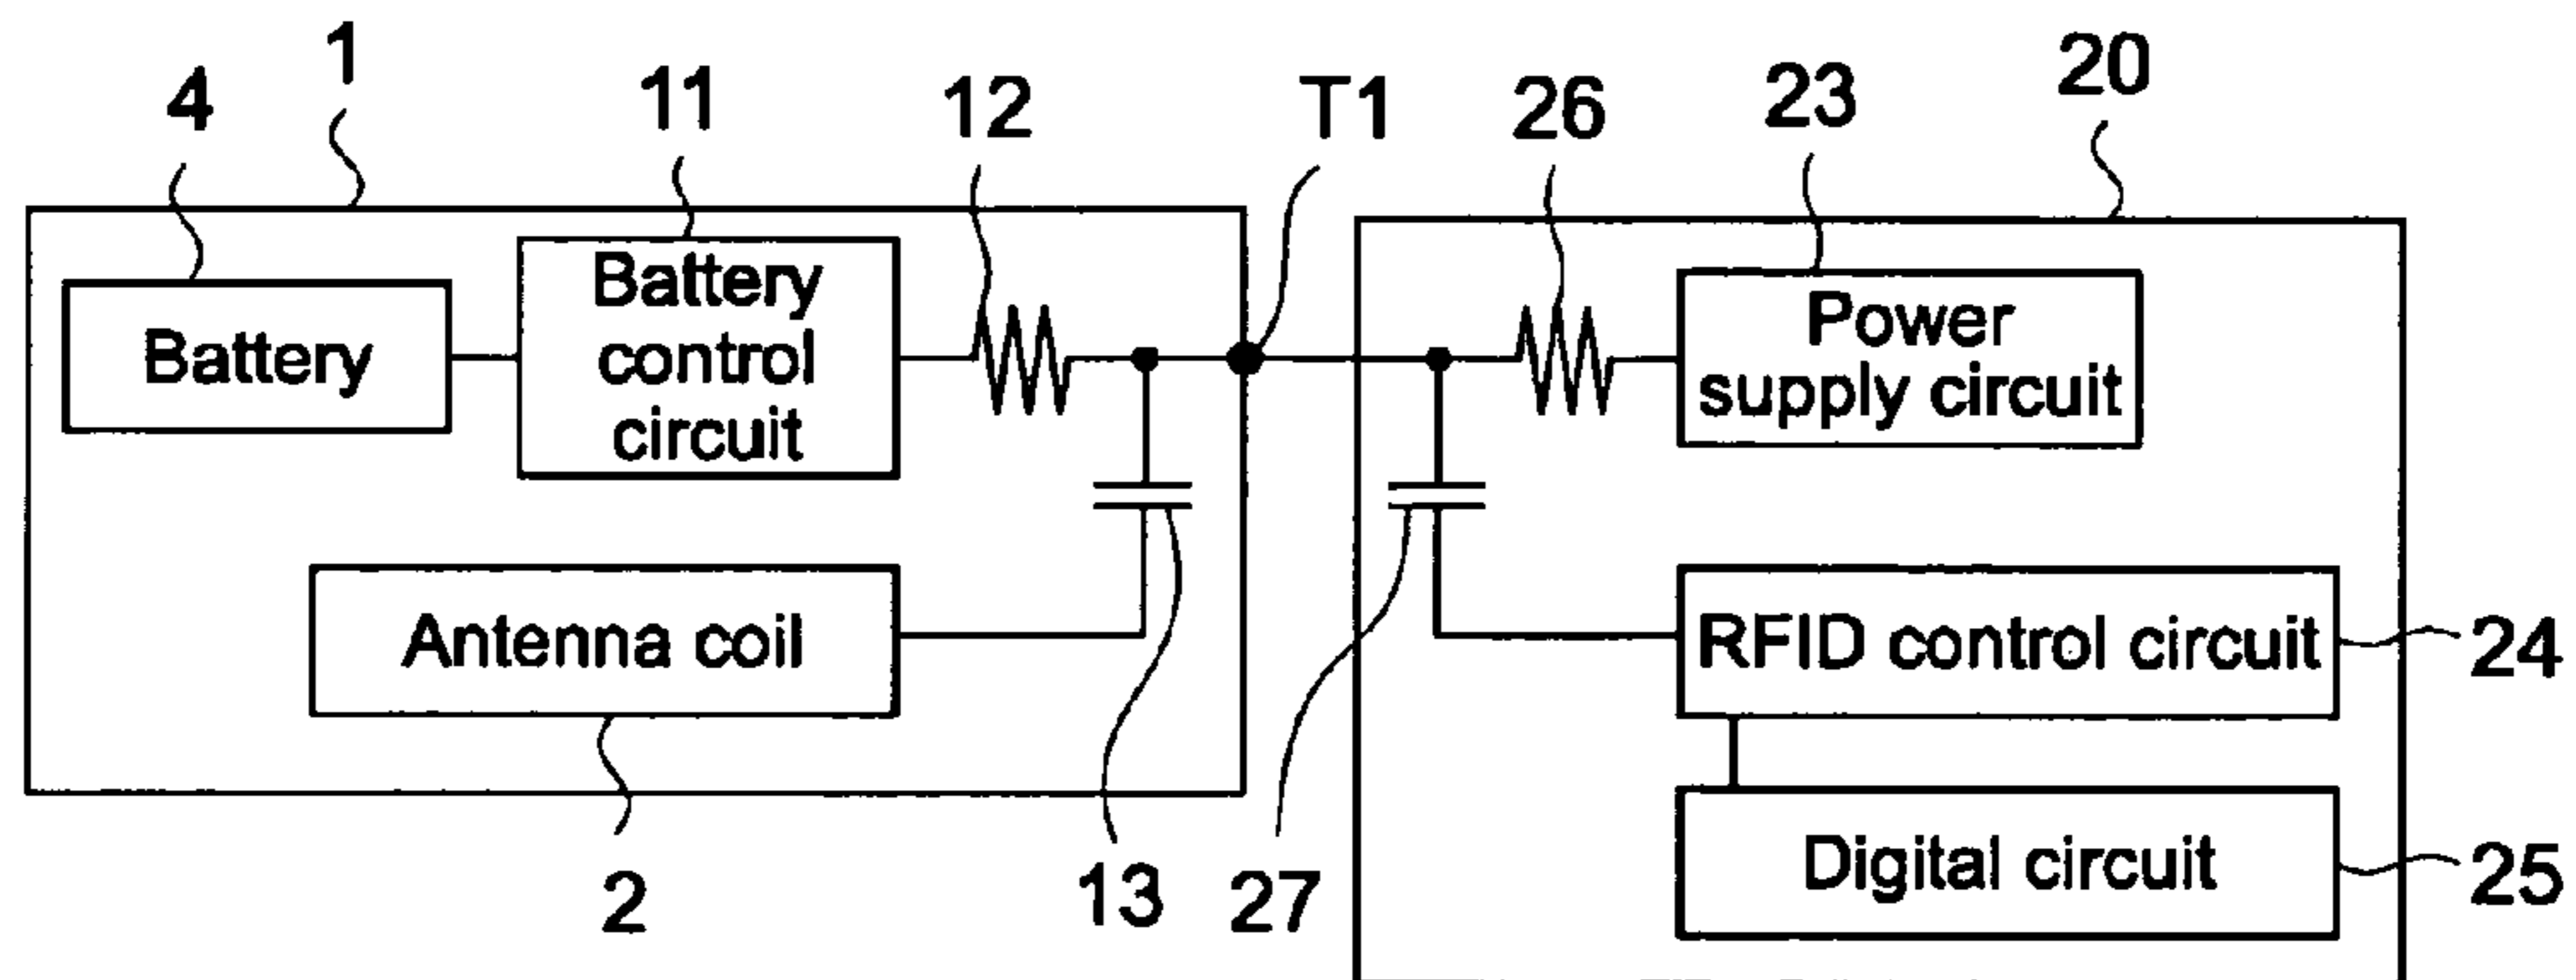 1
20
4
11
12
T1
26
23
Battery
Battery
control
circuit
Power
supply circuit
Antenna coil
RFID control circuit
24
Digital circuit
25
2
13
27